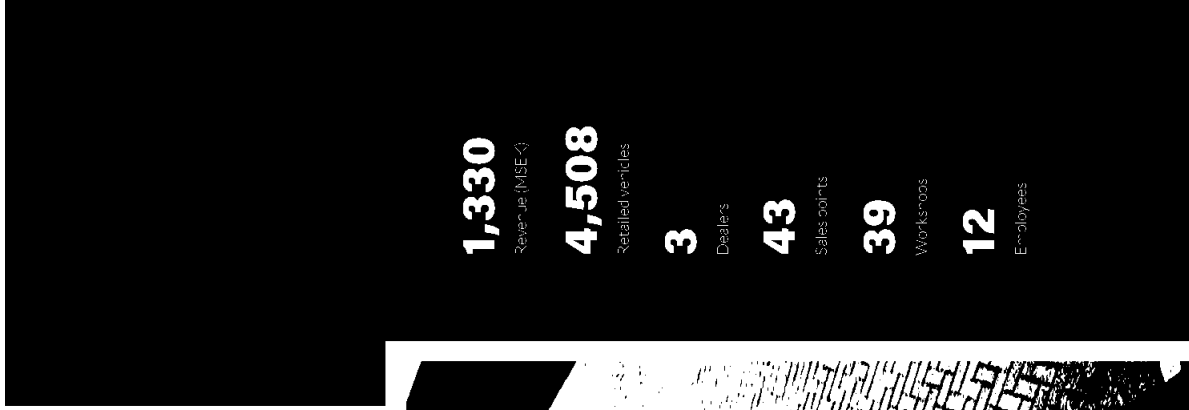 1,330
Revenue (MSEK)
4,508
Retailed vehicles
3
Dealers
43
Sales points
39
Workshops
12
Employees